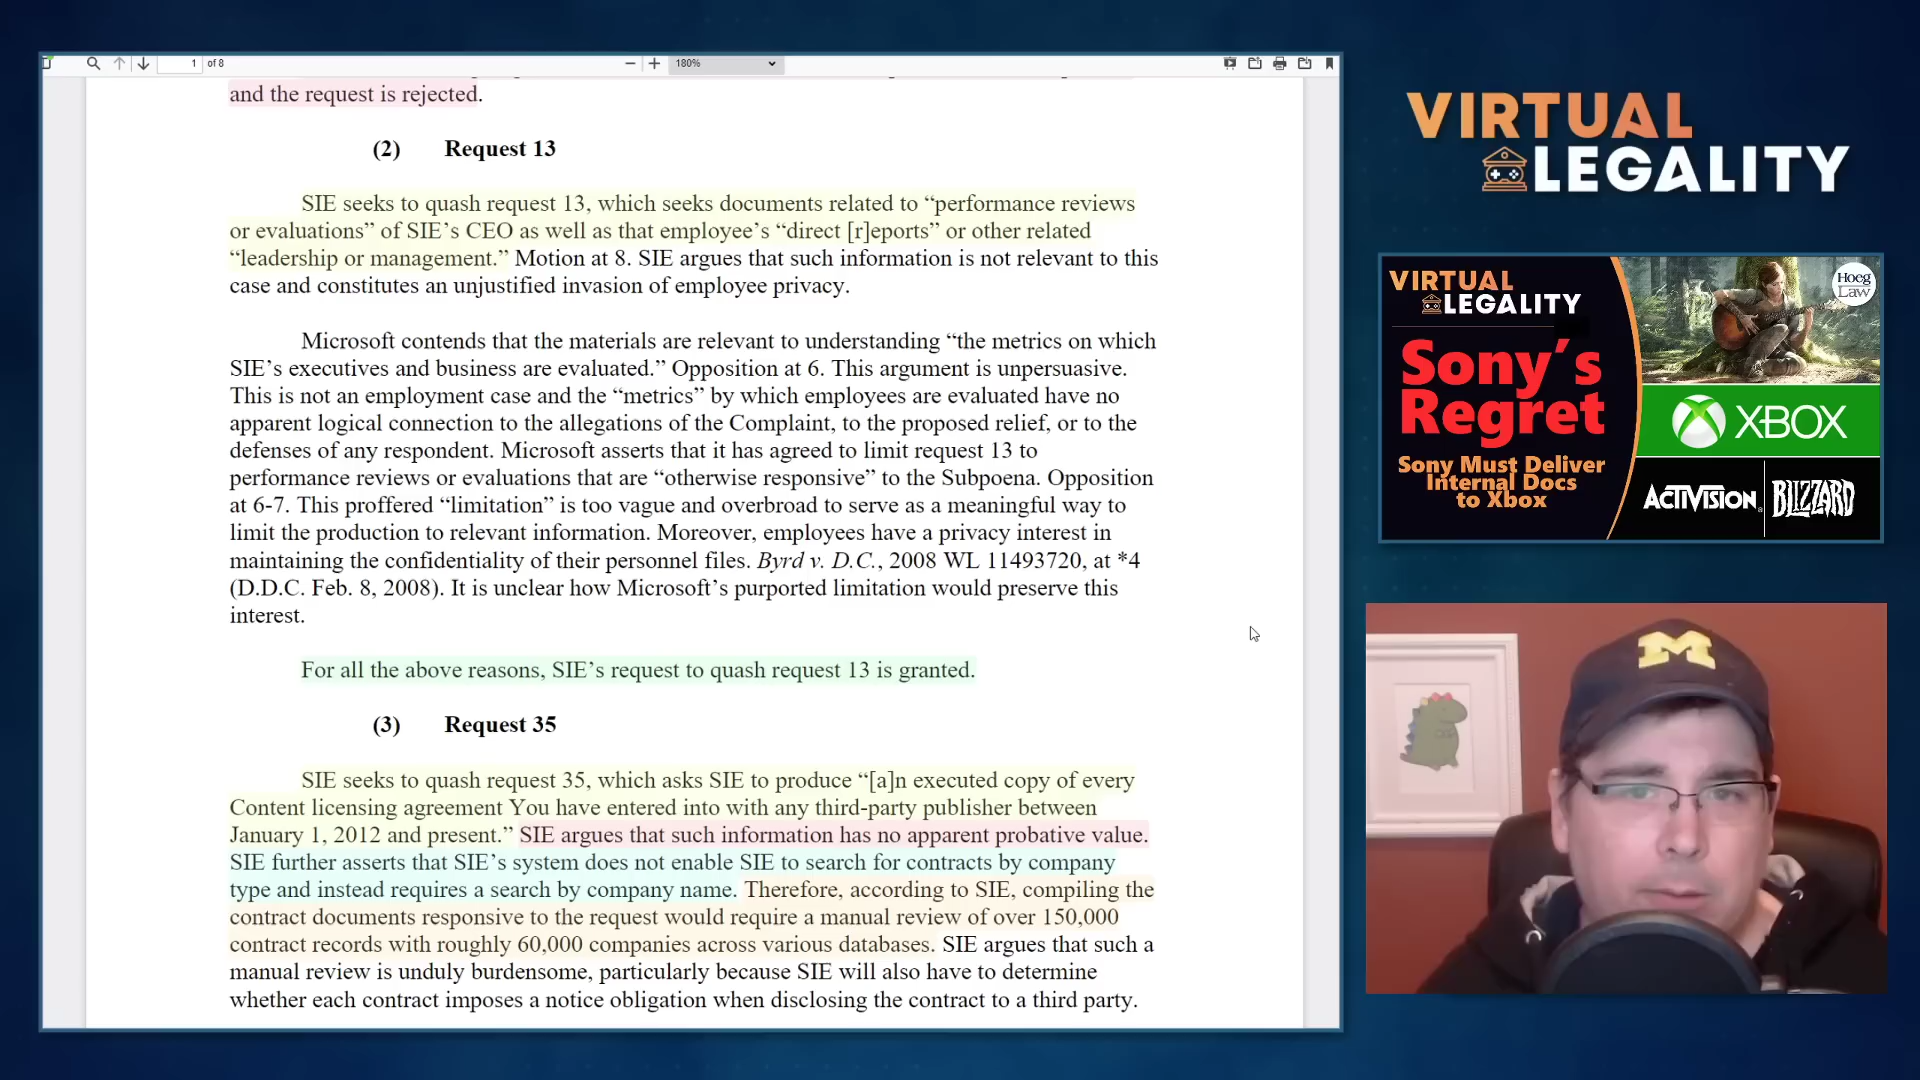 1 of 8
180%
and the request is rejected.
(2) Request 13
SIE seeks to quash request 13, which seeks documents related to “performance reviews
or evaluations” of SIE’s CEO as well as that employee’s “direct [r]eports” or other related
“leadership or management.” Motion at 8. SIE argues that such information is not relevant to this
case and constitutes an unjustified invasion of employee privacy.
Microsoft contends that the materials are relevant to understanding “the metrics on which
SIE’s executives and business are evaluated.” Opposition at 6. This argument is unpersuasive.
This is not an employment case and the “metrics” by which employees are evaluated have no
apparent logical connection to the allegations of the Complaint, to the proposed relief, or to the
defenses of any respondent. Microsoft asserts that it has agreed to limit request 13 to
performance reviews or evaluations that are “otherwise responsive” to the Subpoena. Opposition
at 6-7. This proffered “limitation” is too vague and overbroad to serve as a meaningful way to
limit the production to relevant information. Moreover, employees have a privacy interest in
maintaining the confidentiality of their personnel files. Byrd v. D.C., 2008 WL 11493720, at *4
(D.D.C. Feb. 8, 2008). It is unclear how Microsoft’s purported limitation would preserve this
interest.
For all the above reasons, SIE’s request to quash request 13 is granted.
(3) Request 35
SIE seeks to quash request 35, which asks SIE to produce “[a]n executed copy of every
Content licensing agreement You have entered into with any third-party publisher between
January 1, 2012 and present.” SIE argues that such information has no apparent probative value.
SIE further asserts that SIE’s system does not enable SIE to search for contracts by company
type and instead requires a search by company name. Therefore, according to SIE, compiling the
contract documents responsive to the request would require a manual review of over 150,000
contract records with roughly 60,000 companies across various databases. SIE argues that such a
manual review is unduly burdensome, particularly because SIE will also have to determine
whether each contract imposes a notice obligation when disclosing the contract to a third party.
VIRTUAL
LEGALITY
VIRTUAL
LEGALITY
Hoeg
Law
Sony’s
Regret
Sony Must Deliver
Internal Docs
to Xbox
XBOX
ACTIVISION
BLIZZARD
M